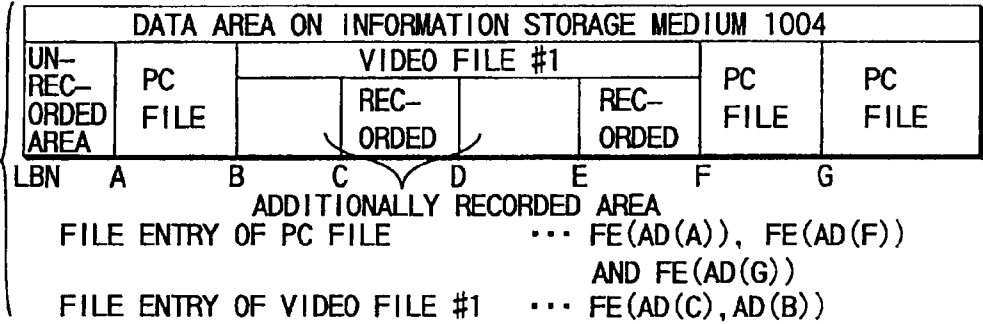 DATA AREA ON INFORMATION STORAGE MEDIUM 1004
UN-
REC-
ORDED
AREA
PC
FILE
VIDEO FILE #1
REC-
ORDED
REC-
ORDED
PC
FILE
PC
FILE
LBN A B C D E F G
ADDITIONALLY RECORDED AREA
FILE ENTRY OF PC FILE ··· FE(AD(A)), FE(AD(F))
AND FE(AD(G))
FILE ENTRY OF VIDEO FILE #1 ··· FE(AD(C),AD(B))